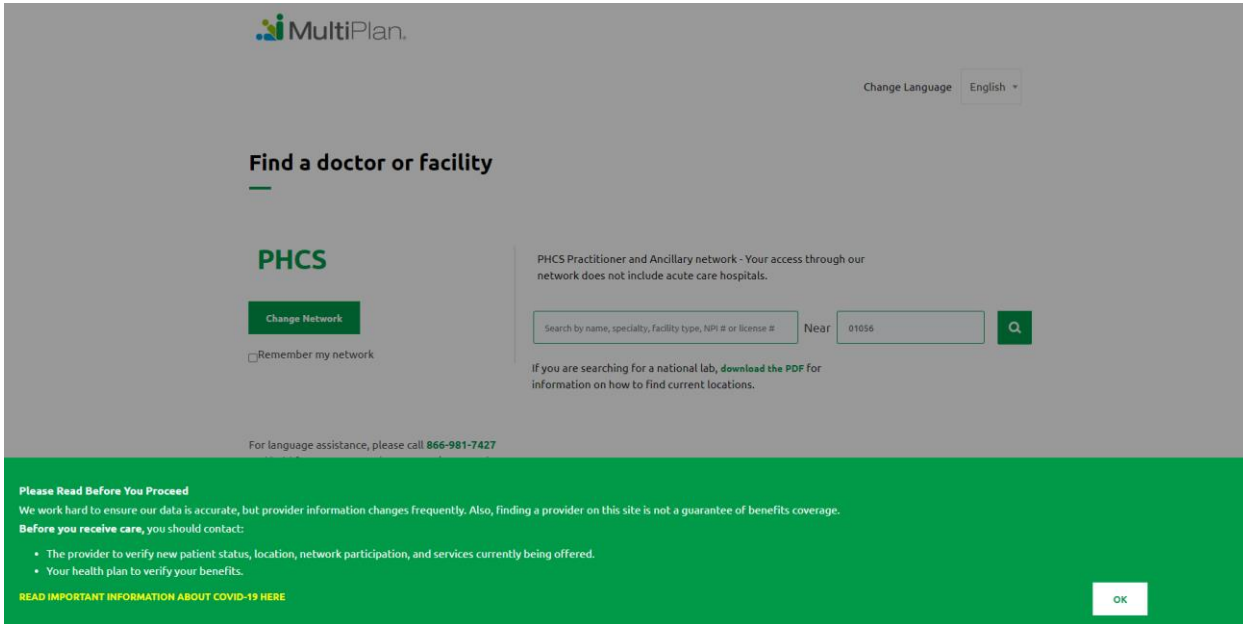 MultiPlan.
Change Language English
Find a doctor or facility
PHCS
Change Network
Remember my network
PHCS Practitioner and Ancillary network - Your access through our
network does not include acute care hospitals.
Search by name, specialty, facility type, NPI # or license # Near 01056
If you are searching for a national lab, download the PDF for
information on how to find current locations.
For language assistance, please call 866-981-7427
Please Read Before You Proceed
We work hard to ensure our data is accurate, but provider information changes frequently. Also, finding a provider on this site is not a guarantee of benefits coverage.
Before you receive care, you should contact:
• The provider to verify new patient status, location, network participation, and services currently being offered.
• Your health plan to verify your benefits.
READ IMPORTANT INFORMATION ABOUT COVID-19 HERE
OK